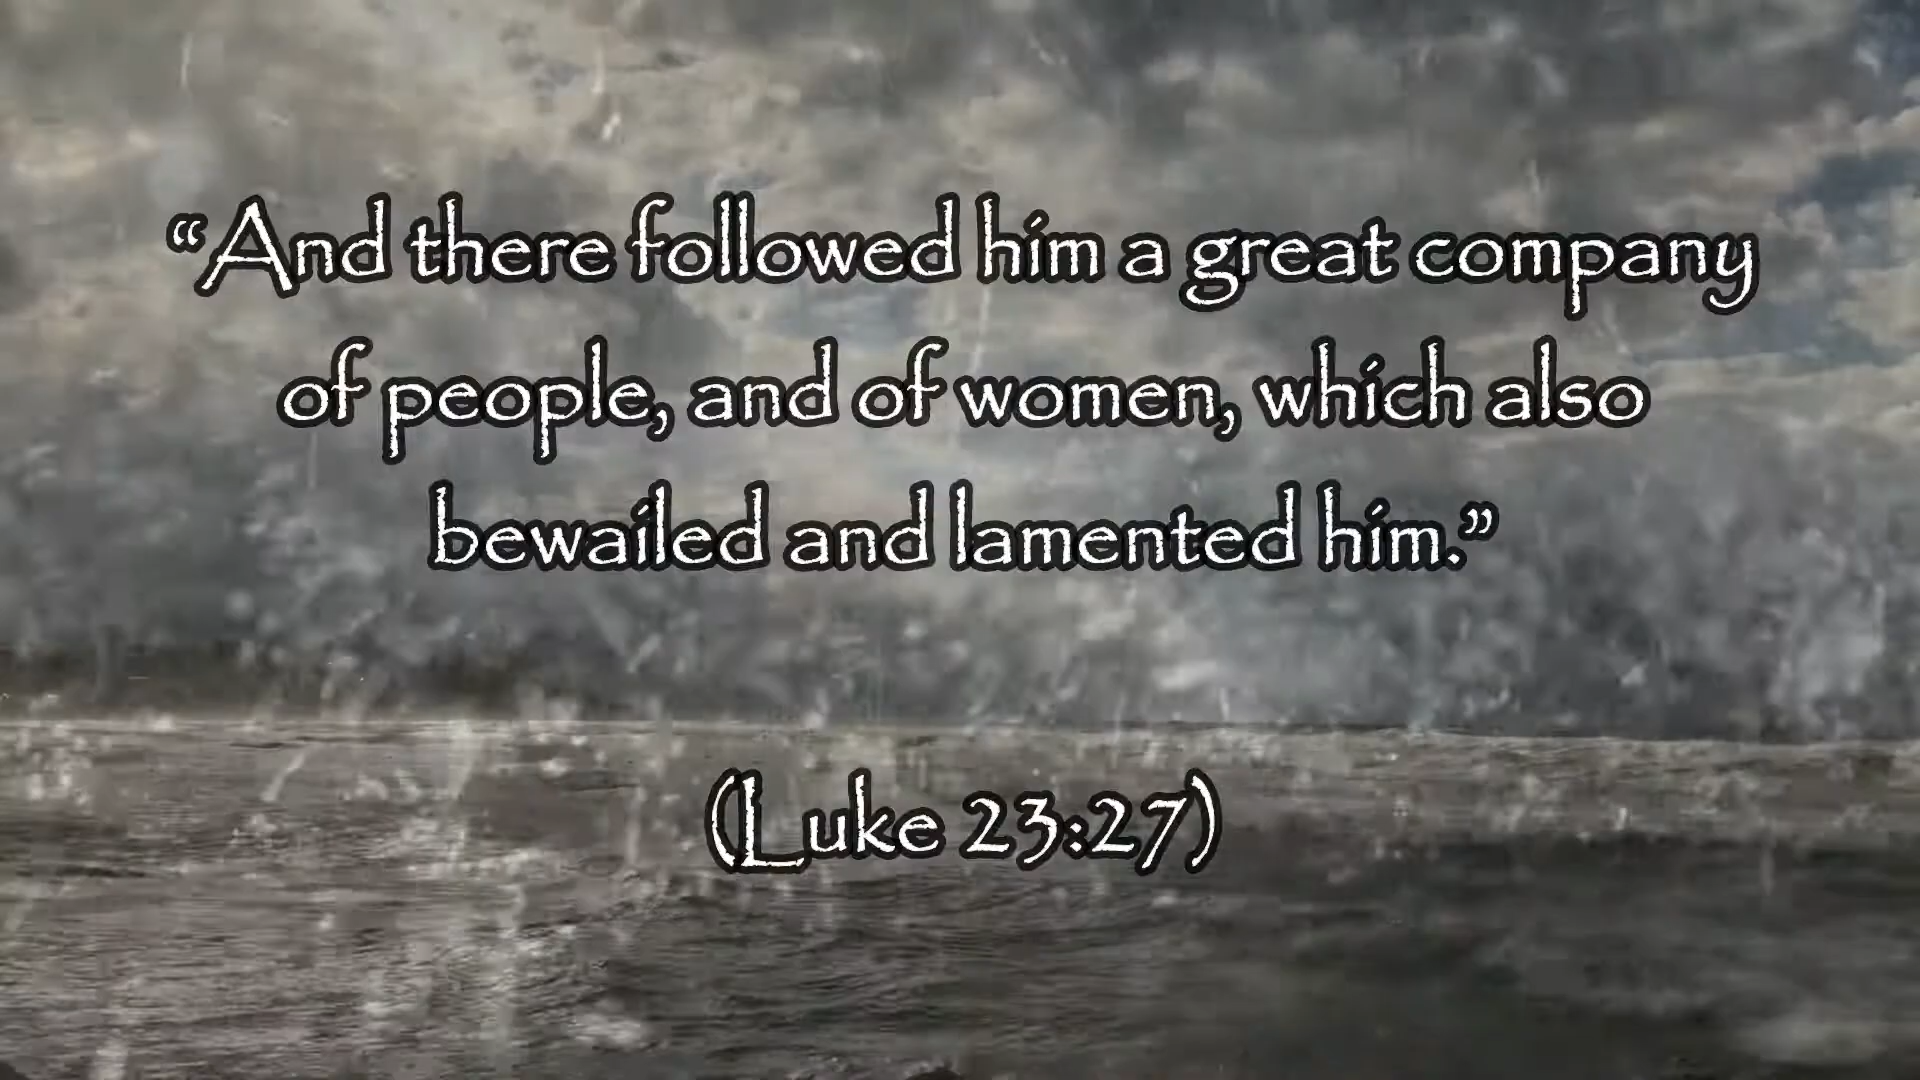 “And there followed him a great company
of people, and of women, which also
bewailed and lamented him.”
(Luke 23:27)